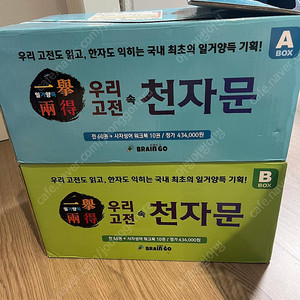 우리 고전도 읽고, 한자도 익히는 국내 최초의 일거양득 기획!
A
BOX
一擧
일거양득
兩得
우리
고전 속
천자문
전 60권 + 사자성어 워크북 10권 / 정가 434,000원
BRAIN GO
우리 고전도 읽고, 한자도 익히는 국내 최초의 일거양득 기획!
B
BOX
一擧
일거양득
兩得
우리
고전 속
천자문
전 60권 + 사자성어 워크북 10권 / 정가 434,000원
BRAIN GO